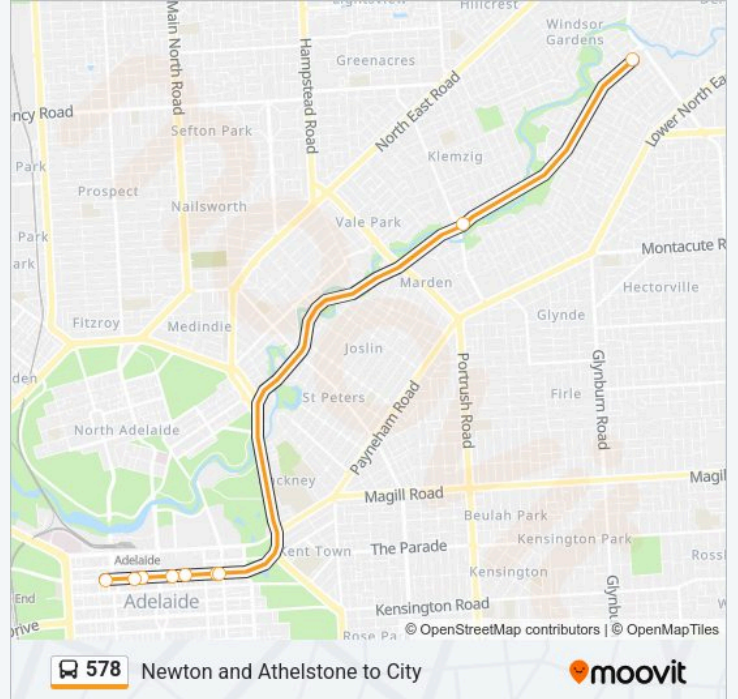 Hillcrest
Windsor
Gardens
Main North Road
Hampstead Road
Greenacres
North East Road
ncy Road
Lower North Ea
Sefton Park
Klemzig
Park
Prospect
Nailsworth
Vale Park
Park
ark
Montacute R
Marden
Hectorville
Fitzroy
Medindie
Glynde
Joslin
den
St Peters
Portrush Road
Glynburn Road
Firle
Payneham Road
North Adelaide
ckney
Magill Road
Magil
Beulah Park
Kensington Park
Adelaide
Kent Town
The Parade
Rossl
Kensington
End
Adelaide
Kensington Road
Glynb
Drive
Rose Pa
© OpenStreetMap contributors | © OpenMapTiles
578 Newton and Athelstone to City
moovit